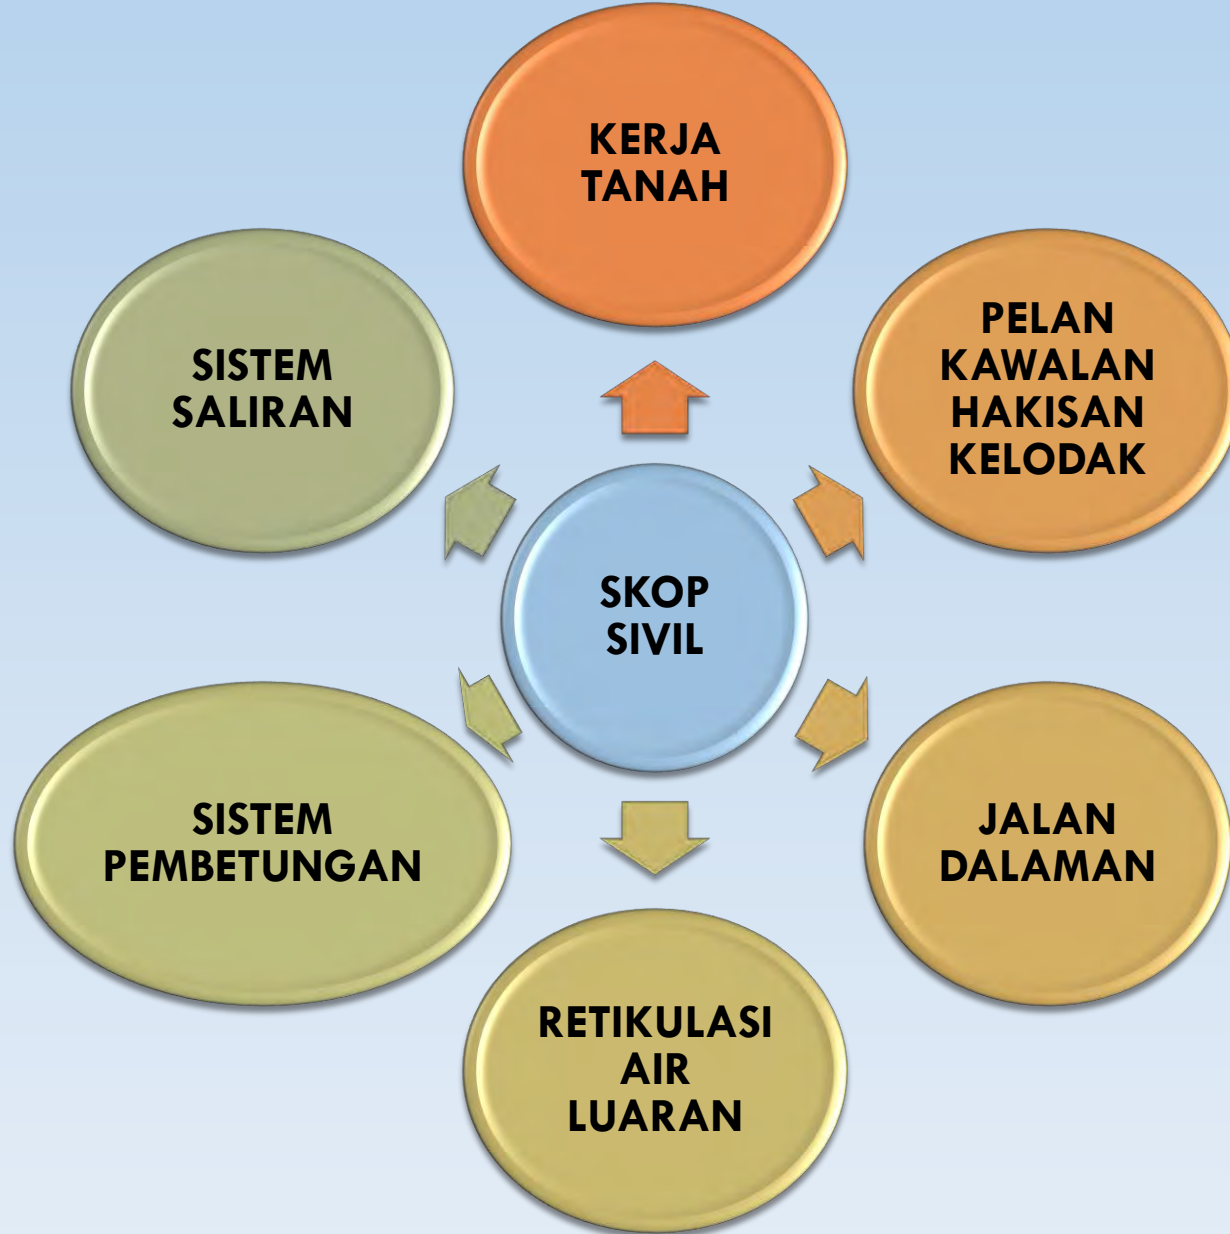 KERJA
TANAH
PELAN
KAWALAN
HAKISAN
KELODAK
SISTEM
SALIRAN
SKOP
SIVIL
JALAN
DALAMAN
SISTEM
PEMBETUNGAN
RETIKULASI
AIR
LUARAN